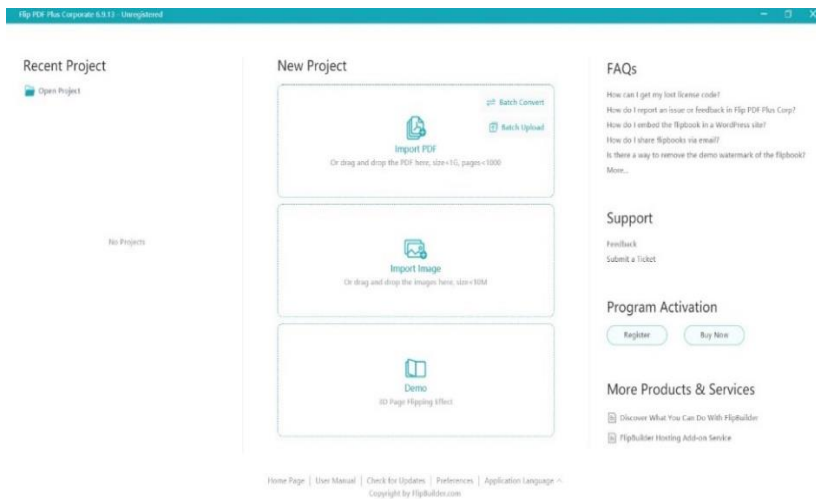 Flip PDF Plus Corporate 6.9.13 - Unregistered
Recent Project
Open Project
No Projects
New Project
Batch Convert
Batch Upload
Import PDF
Or drag and drop the PDF here, size<1G, pages<1000
Import Image
Or drag and drop the images here, size<10M
Demo
3D Page Flipping Effect
FAQs
How can I get my lost license code?
How do I report an issue or feedback in Flip PDF Plus Corp?
How do I embed the flipbook in a WordPress site?
How do I share flipbooks via email?
Is there a way to remove the demo watermark of the flipbook?
More...
Support
Feedback
Submit a Ticket
Program Activation
Register
Buy Now
More Products & Services
Discover What You Can Do With FlipBuilder
FlipBuilder Hosting Add-on Service
Home Page | User Manual | Check for Updates | Preferences | Application Language
Copyright by FlipBuilder.com